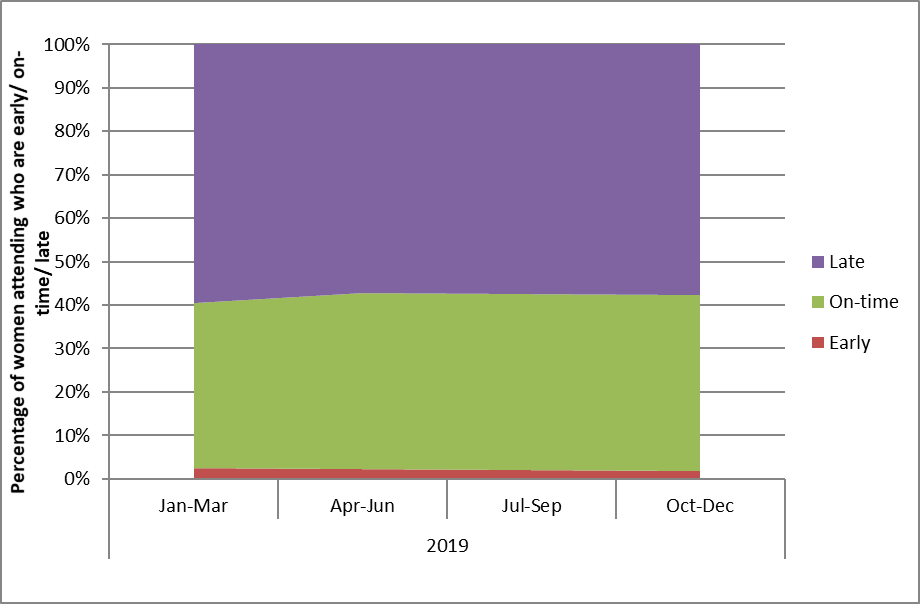 Percentage of women attending who are early/ on-
time/ late
100%
90%
80%
70%
60%
50%
40%
30%
20%
10%
0%
Jan-Mar Apr-Jun Jul-Sep Oct-Dec
2019
Late
On-time
Early